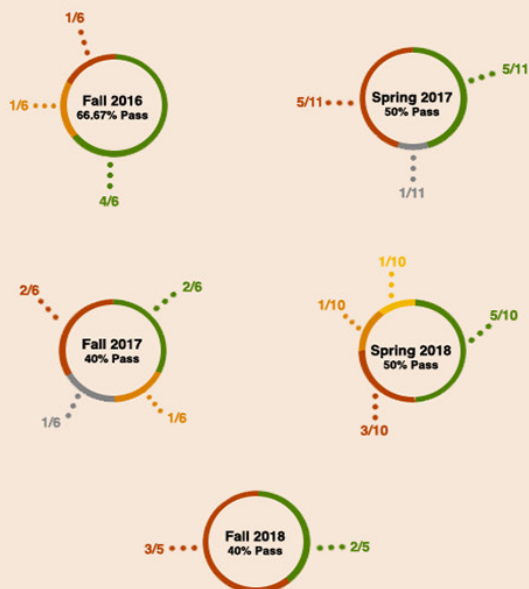 1/6
1/6
Fall 2016
66.67% Pass
4/6
5/11
5/11
Spring 2017
50% Pass
1/11
2/6
2/6
Fall 2017
40% Pass
1/6
1/6
1/10
1/10
5/10
Spring 2018
50% Pass
3/10
3/5
Fall 2018
40% Pass
2/5